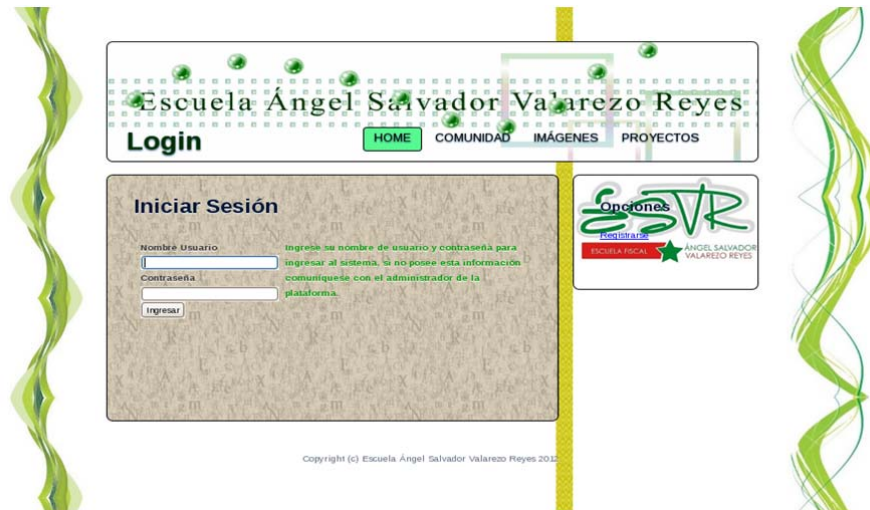 Escuela Ángel Salvador Valarezo Reyes
Login
HOME COMUNIDAD IMÁGENES PROYECTOS
Iniciar Sesión
Nombre Usuario
Contraseña
Ingresar
Ingrese su nombre de usuario y contraseña para
ingresar al sistema, si no posee esta información
comuniquese con el administrador de la
plataforma.
Opciones
Registrarse
ESVR
ESCUELA FISCAL
ÁNGEL SALVADOR
VALAREZO REYES
Copyright (c) Escuela Ángel Salvador Valarezo Reyes 2012